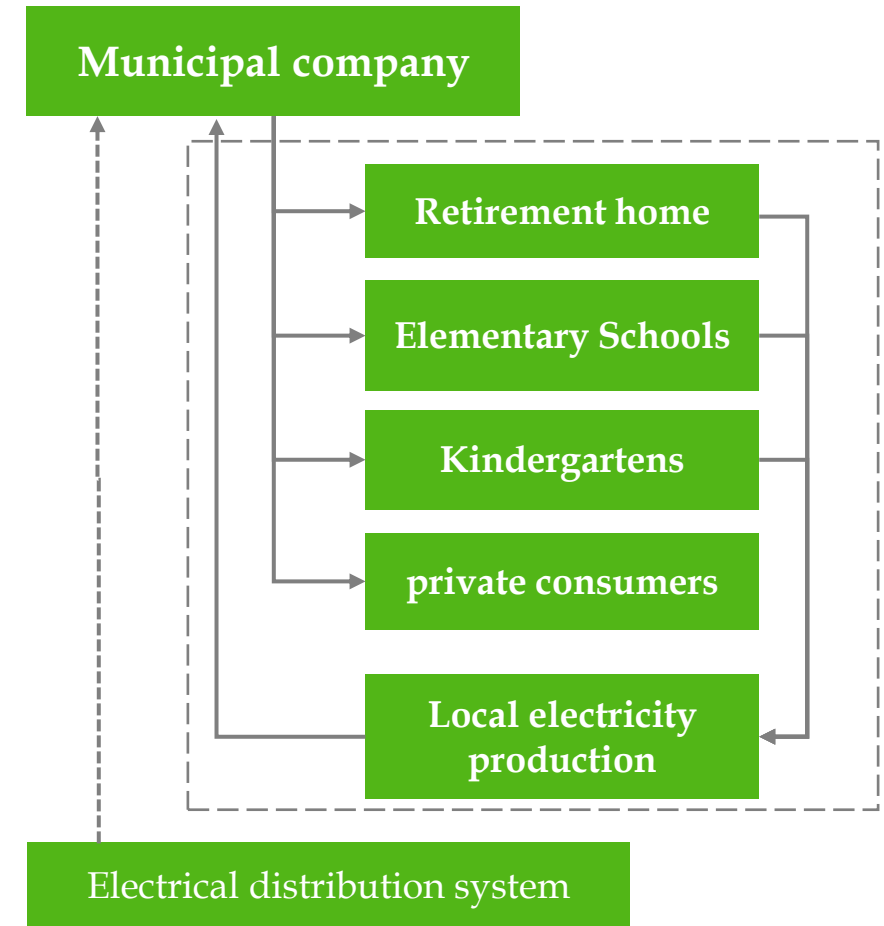 Municipal company
Retirement home
Elementary Schools
Kindergartens
private consumers
Local electricity
production
Electrical distribution system